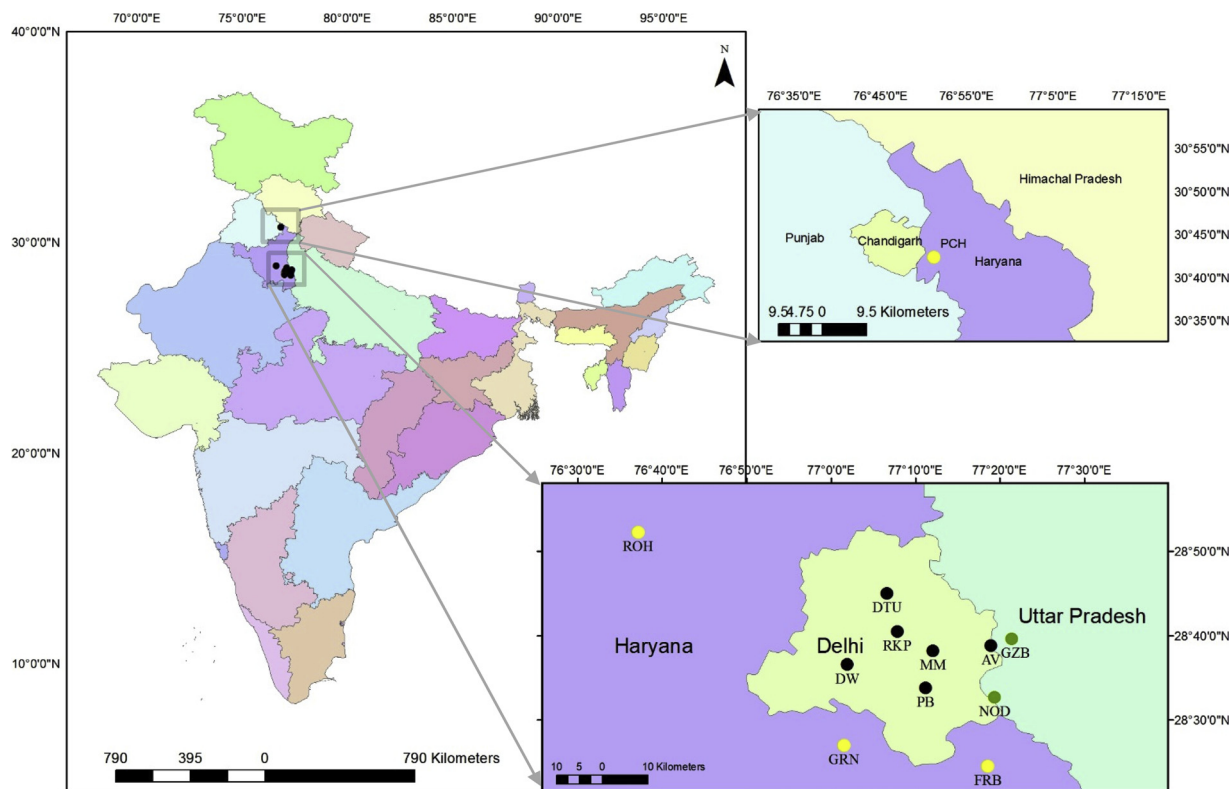 70°0'0"E 75°0'0"E 80°0'0"E 85°0'0"E 90°0'0"E 95°0'0"E
40°0'0"N
30°0'0"N
20°0'0"N
10°0'0"N
N
790 395 0 790 Kilometers
76°35'0"E 76°45'0"E 76°55'0"E 77°5'0"E 77°15'0"E
30°55'0"N
30°50'0"N
30°45'0"N
30°40'0"N
30°35'0"N
Himachal Pradesh
Punjab
Chandigarh
PCH
Haryana
9.54.75 0 9.5 Kilometers
76°30'0"E 76°40'0"E 76°50'0"E 77°0'0"E 77°10'0"E 77°20'0"E 77°30'0"E
28°50'0"N
28°40'0"N
28°30'0"N
ROH
DTU
Uttar Pradesh
Haryana
Delhi
RKP
MM
AV
GZB
DW
PB
NOD
GRN
FRB
10 5 0 10 Kilometers